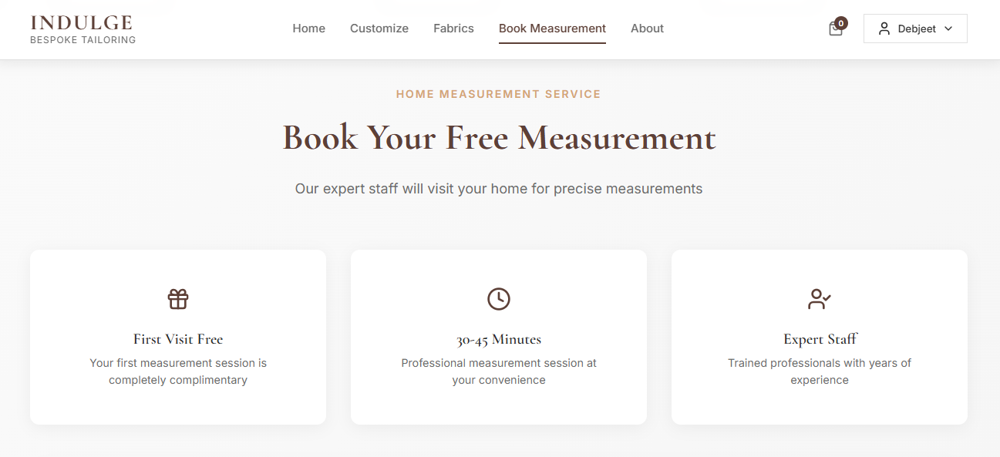 INDULGE
BESPOKE TAILORING
Home
Customize
Fabrics
Book Measurement
About
0
Debjeet
HOME MEASUREMENT SERVICE
Book Your Free Measurement
Our expert staff will visit your home for precise measurements
First Visit Free
Your first measurement session is
completely complimentary
30-45 Minutes
Professional measurement session at
your convenience
Expert Staff
Trained professionals with years of
experience